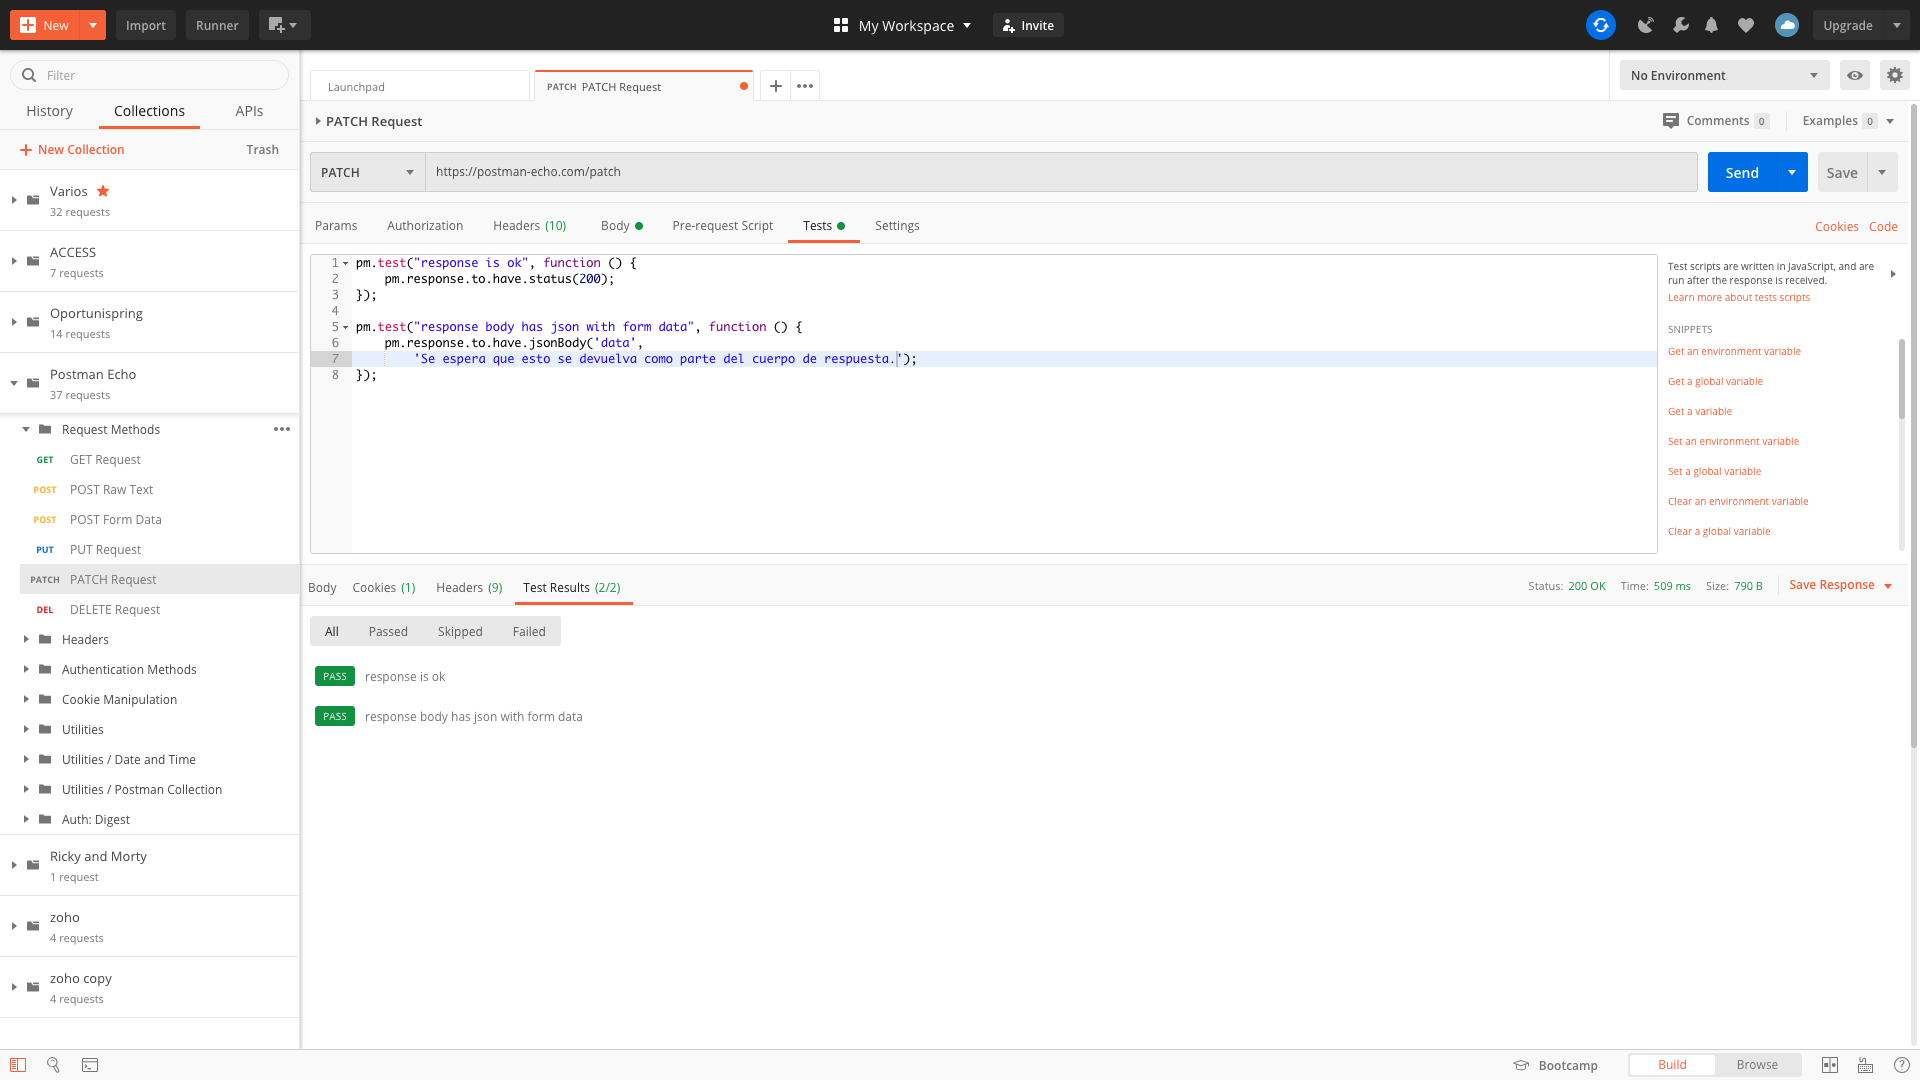 New
Import
Runner
My Workspace
Invite
Upgrade
Filter
History
Collections
APIs
New Collection
Trash
Varios
32 requests
ACCESS
7 requests
Oportunispring
14 requests
Postman Echo
37 requests
Request Methods
GET GET Request
POST POST Raw Text
POST POST Form Data
PUT PUT Request
PATCH PATCH Request
DEL DELETE Request
Headers
Authentication Methods
Cookie Manipulation
Utilities
Utilities / Date and Time
Utilities / Postman Collection
Auth: Digest
Ricky and Morty
1 request
zoho
4 requests
zoho copy
4 requests
Launchpad
PATCH PATCH Request
No Environment
PATCH Request
Comments 0
Examples 0
PATCH
https://postman-echo.com/patch
Send
Save
Params
Authorization
Headers (10)
Body
Pre-request Script
Tests
Settings
Cookies
Code
1 pm.test("response is ok", function () {
2 pm.response.to.have.status(200);
3 });
4
5 pm.test("response body has json with form data", function () {
6 pm.response.to.have.jsonBody('data',
7 'Se espera que esto se devuelva como parte del cuerpo de respuesta.');
8 });
Test scripts are written in JavaScript, and are
run after the response is received.
Learn more about tests scripts
SNIPPETS
Get an environment variable
Get a global variable
Get a variable
Set an environment variable
Set a global variable
Clear an environment variable
Clear a global variable
Body
Cookies (1)
Headers (9)
Test Results (2/2)
Status: 200 OK
Time: 509 ms
Size: 790 B
Save Response
All
Passed
Skipped
Failed
PASS response is ok
PASS response body has json with form data
Bootcamp
Build
Browse